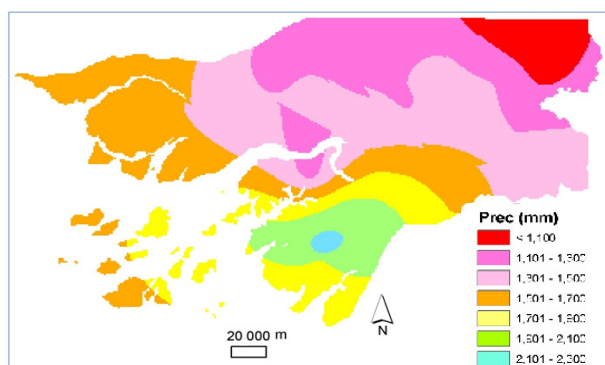 Prec (mm)
< 1,100
1,101 - 1,300
1,301 - 1,500
1,501 - 1,700
1,701 - 1,900
1,901 - 2,100
2,101 - 2,300
20 000 m
N